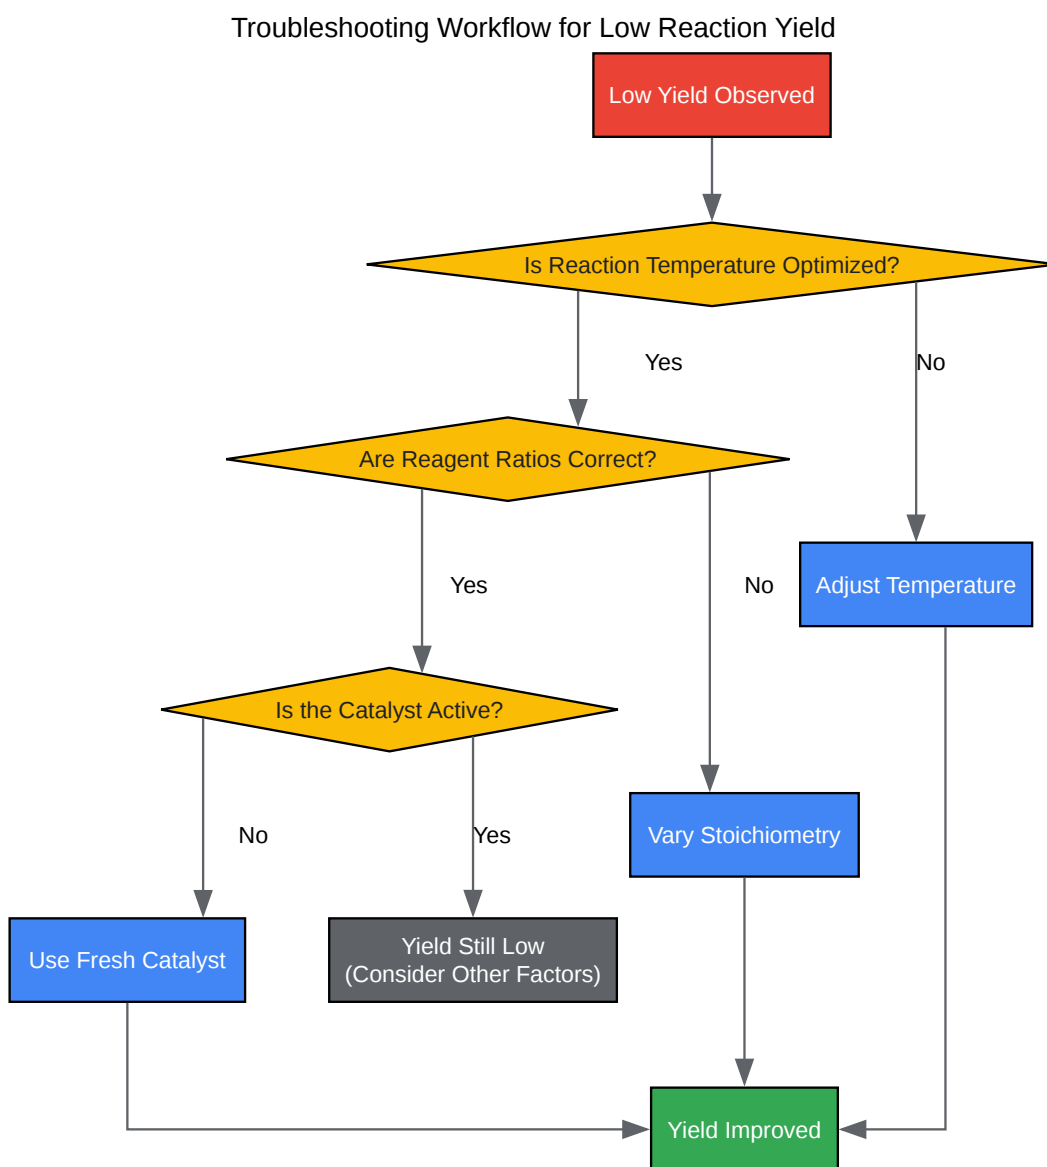 Troubleshooting Workflow for Low Reaction Yield
Low Yield Observed
Is Reaction Temperature Optimized?
Yes
No
Are Reagent Ratios Correct?
Yes
No
Adjust Temperature
Is the Catalyst Active?
No
Yes
Vary Stoichiometry
Use Fresh Catalyst
Yield Still Low
(Consider Other Factors)
Yield Improved